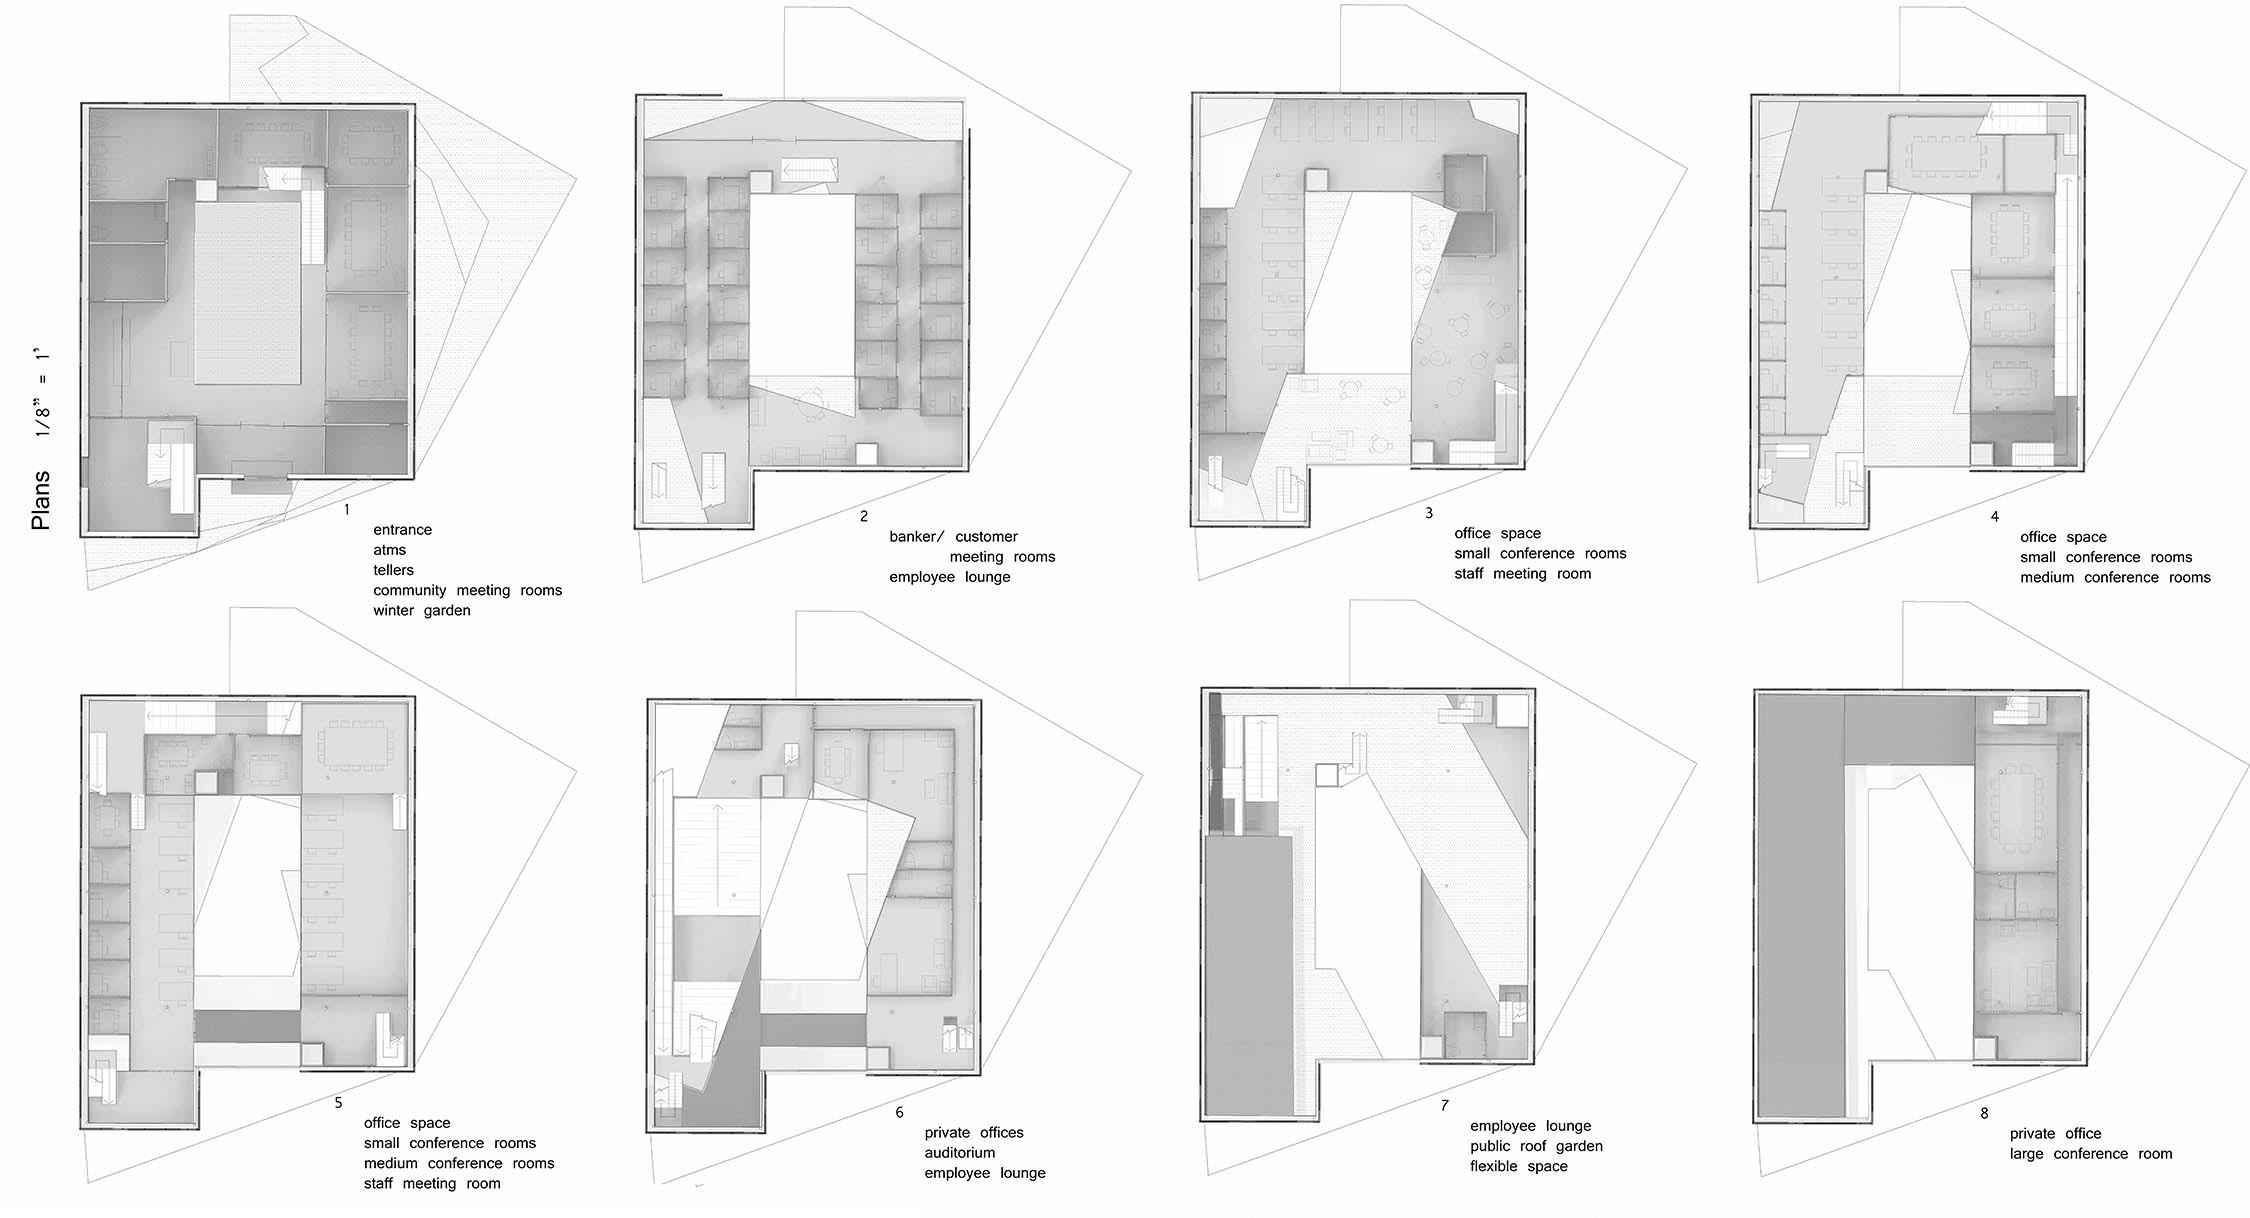 Plans 1/8” = 1’
1
entrance
atms
tellers
community meeting rooms
winter garden
2
banker/ customer
meeting rooms
employee lounge
3
office space
small conference rooms
staff meeting room
4
office space
small conference rooms
medium conference rooms
5
office space
small conference rooms
medium conference rooms
staff meeting room
6
private offices
auditorium
employee lounge
7
employee lounge
public roof garden
flexible space
8
private office
large conference room